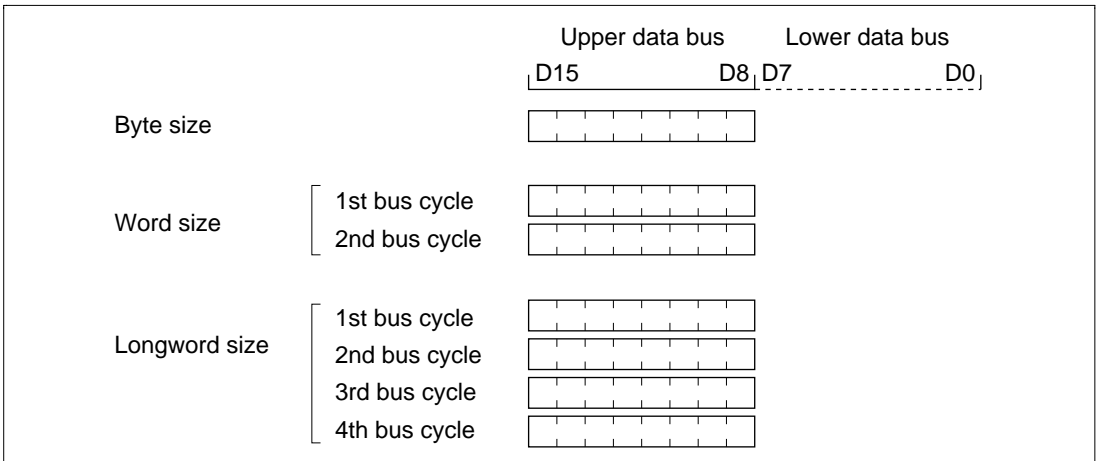 Upper data bus Lower data bus
D15 D8 D7 D0
Byte size
Word size
1st bus cycle
2nd bus cycle
Longword size
1st bus cycle
2nd bus cycle
3rd bus cycle
4th bus cycle